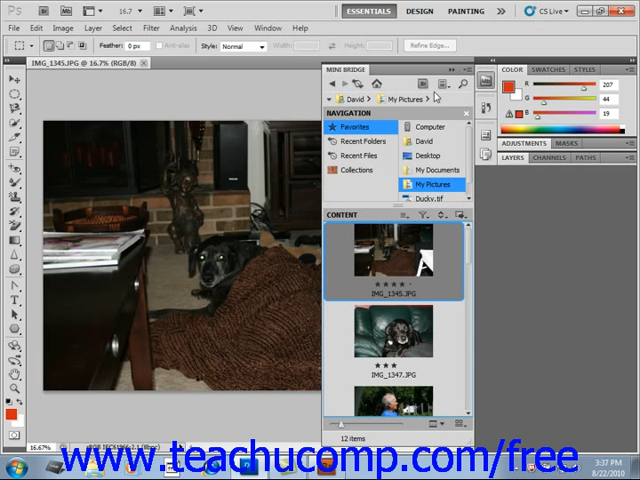 Ps Br Mb 16.7 ESSENTIALS DESIGN PAINTING CS Live
File Edit Image Layer Select Filter Analysis 3D View Window Help
Feather: 0 px Anti-alias Style: Normal Width: Height: Refine Edge...
IMG_1345.JPG @ 16.7% (RGB/8)
MINI BRIDGE
David My Pictures
NAVIGATION
Favorites
Recent Folders
Recent Files
Collections
Computer
David
Desktop
My Documents
My Pictures
Ducky.tif
CONTENT
IMG_1345.JPG
IMG_1347.JPG
12 items
COLOR SWATCHES STYLES
R 207
G 44
B 19
ADJUSTMENTS MASKS
LAYERS CHANNELS PATHS
16.67%
www.teachucomp.com/free
3:37 PM
8/22/2010